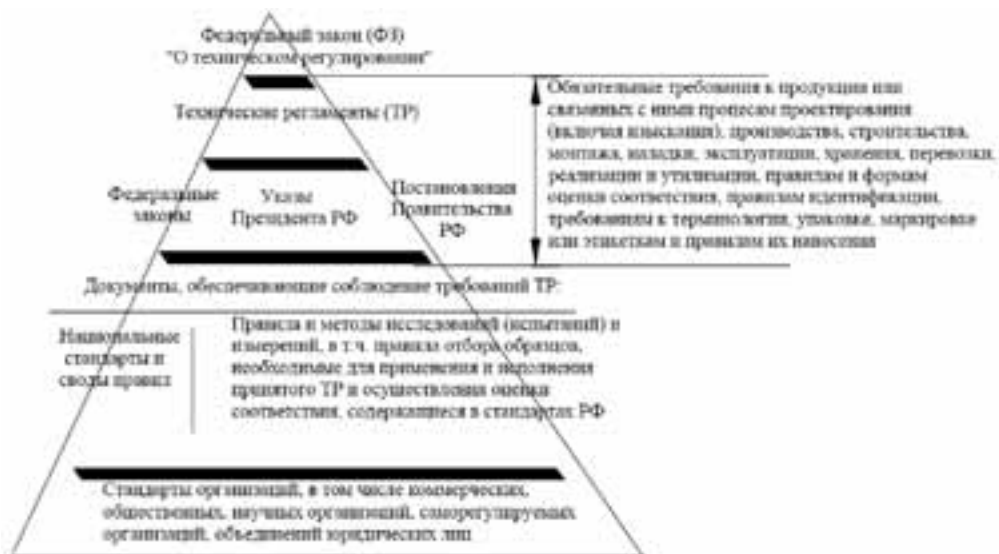 Федеральный закон (ФЗ)
"О техническом регулировании"
Технические регламенты (ТР)
Обязательные требования к продукции или
связанных с ними процесам проектирования
(включая изыскания), производства, строительства,
монтажа, наладки, эксплуатации, хранения, перевозки,
реализации и утилизации, правилам и формам
оценки соответствия, правилам идентификации,
требованиям к терминологии, упаковке, маркировке
или этикеткам и правилам их нанесения
Федеральные
законы
Указы
Президента РФ
Постановления
Правительства
РФ
Документы, обеспечивающие соблюдение требований ТР:
Национальные
стандарты и
своды правил
Правила и методы исследований (испытаний) и
измерений, в т.ч. правила отбора образцов,
необходимые для применения и исполнения
принятого ТР и осуществления оценки
соответствия, содержащиеся в стандартах РФ
Стандарты организаций, в том числе коммерческих,
общественных, научных организаций, саморегулируемых
организаций, объединений юридических лиц